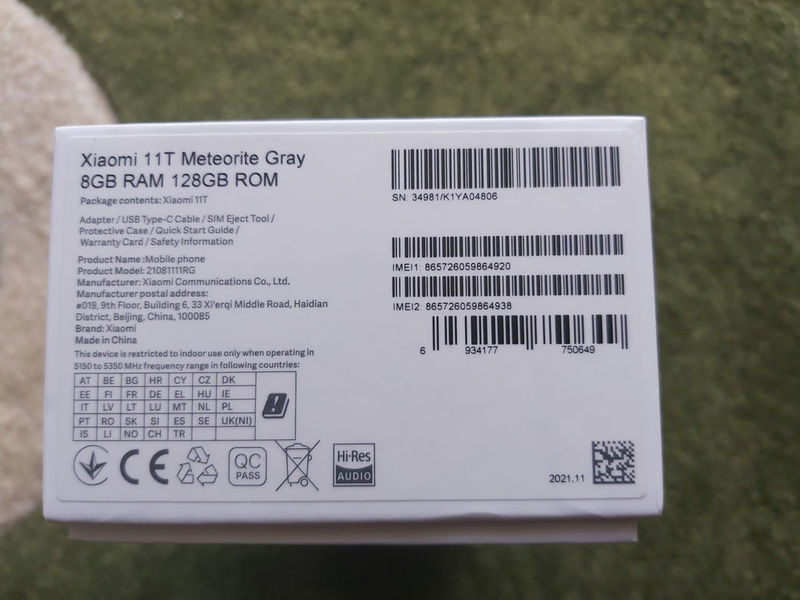 Xiaomi 11T Meteorite Gray
8GB RAM 128GB ROM
Package contents: Xiaomi 11T
Adapter / USB Type-C Cable / SIM Eject Tool /
Protective Case / Quick Start Guide /
Warranty Card / Safety Information
Product Name :Mobile phone
Product Model: 21081111RG
Manufacturer: Xiaomi Communications Co., Ltd.
Manufacturer postal address:
#019, 9th Floor, Building 6, 33 Xi'erqi Middle Road, Haidian
District, Beijing, China, 100085
Brand: Xiaomi
Made in China
This device is restricted to indoor use only when operating in
5150 to 5350 MHz frequency range in following countries:
AT BE BG HR CY CZ DK
EE FI FR DE EL HU IE
IT LV LT LU MT NL PL
PT RO SK SI ES SE UK(NI)
IS LI NO CH TR
CE
QC
PASS
Hi-Res
AUDIO
SN: 34981/K1YA04806
IMEI1: 865726059864920
IMEI2: 865726059864938
6 934177 750649
2021.11